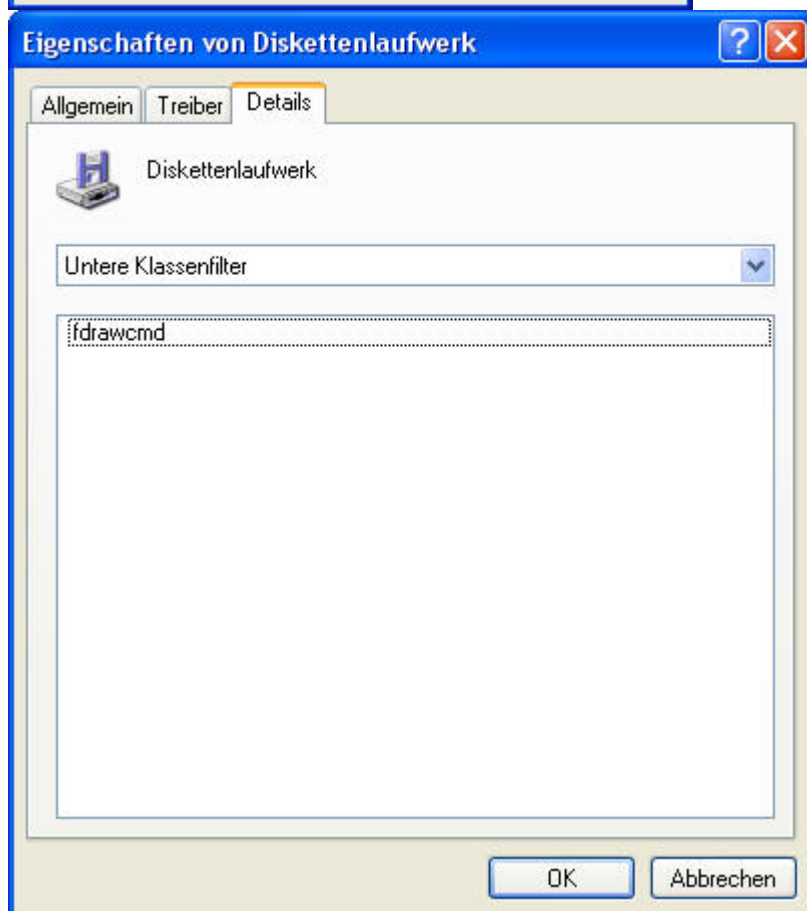 Eigenschaften von Diskettenlaufwerk
Allgemein Treiber Details
Diskettenlaufwerk
Untere Klassenfilter
fdrawcmd
OK Abbrechen